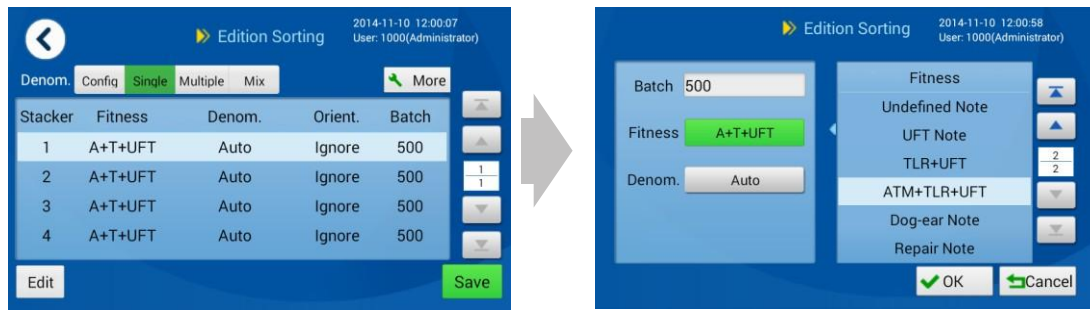 2014-11-10 12:00:07
Edition Sorting User: 1000(Administrator)
Denom. Config Single Multiple Mix More
Stacker Fitness Denom. Orient. Batch
1 A+T+UFT Auto Ignore 500
2 A+T+UFT Auto Ignore 500
3 A+T+UFT Auto Ignore 500
4 A+T+UFT Auto Ignore 500
1
1
Edit Save
2014-11-10 12:00:58
Edition Sorting User: 1000(Administrator)
Batch 500
Fitness A+T+UFT
Denom. Auto
Fitness
Undefined Note
UFT Note
TLR+UFT
ATM+TLR+UFT
Dog-ear Note
Repair Note
2
2
OK Cancel